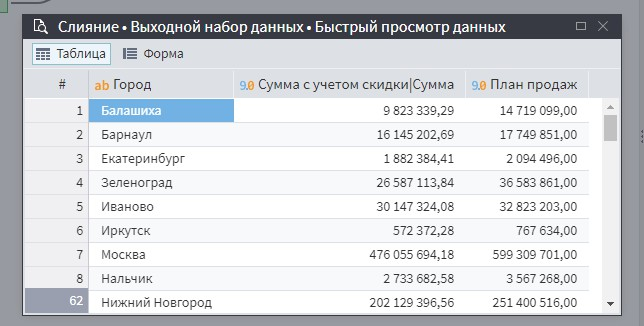 Слияние • Выходной набор данных • Быстрый просмотр данных
Таблица Форма
# ab Город 9.0 Сумма с учетом скидки|Сумма 9.0 План продаж
1 Балашиха 9 823 339,29 14 719 099,00
2 Барнаул 16 145 202,69 17 749 851,00
3 Екатеринбург 1 882 384,41 2 094 496,00
4 Зеленоград 26 587 113,84 36 583 861,00
5 Иваново 30 147 324,08 32 823 203,00
6 Иркутск 572 372,28 767 634,00
7 Москва 476 055 694,18 599 309 701,00
8 Нальчик 2 733 682,58 3 567 268,00
62 Нижний Новгород 202 129 396,56 251 400 516,00